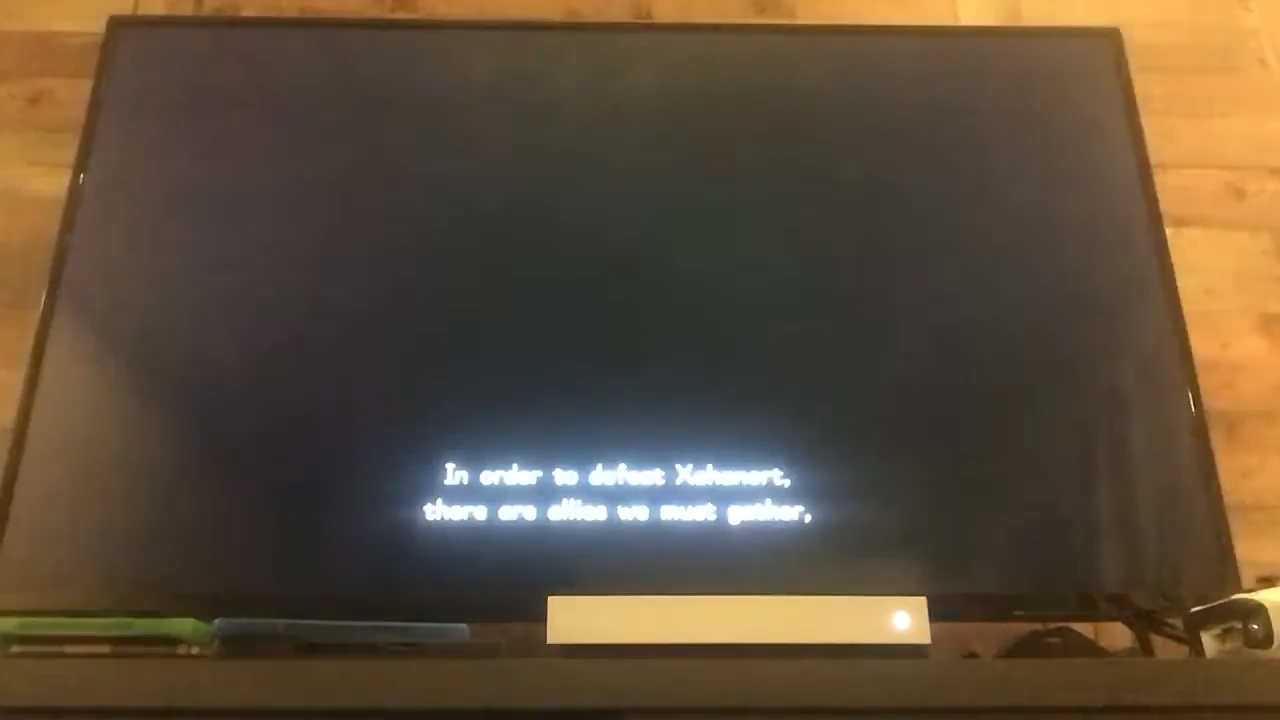 In order to defeat Xehanort,
there are allies we must gather,